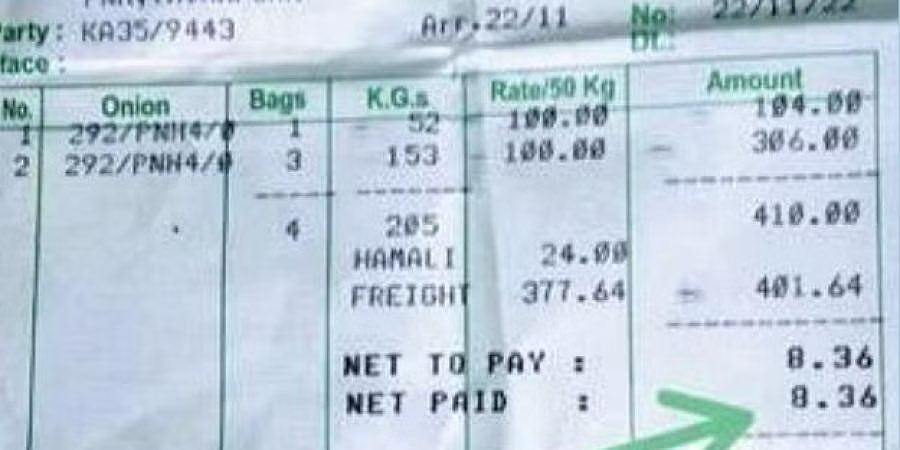 Party : KA35/9443 Arr.22/11 No: 22/11/22
face : Dt.:
No. Onion Bags K.G.s Rate/50 Kg Amount
1 292/PNH4/0 1 52 100.00 104.00
2 292/PNH4/0 3 153 100.00 306.00
4 205 410.00
HAMALI 24.00
FREIGHT 377.64 401.64
NET TO PAY : 8.36
NET PAID : 8.36